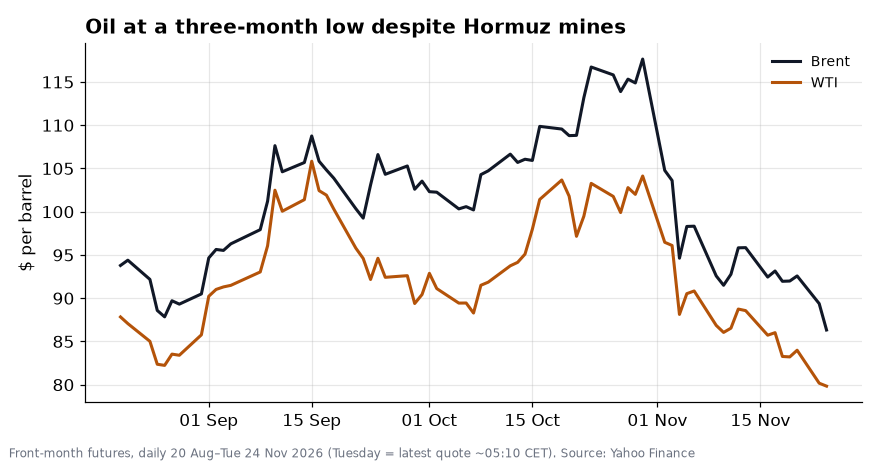 Oil at a three-month low despite Hormuz mines
Brent
WTI
$ per barrel
115
110
105
100
95
90
85
80
01 Sep
15 Sep
01 Oct
15 Oct
01 Nov
15 Nov
Front-month futures, daily 20 Aug–Tue 24 Nov 2026 (Tuesday = latest quote ~05:10 CET). Source: Yahoo Finance